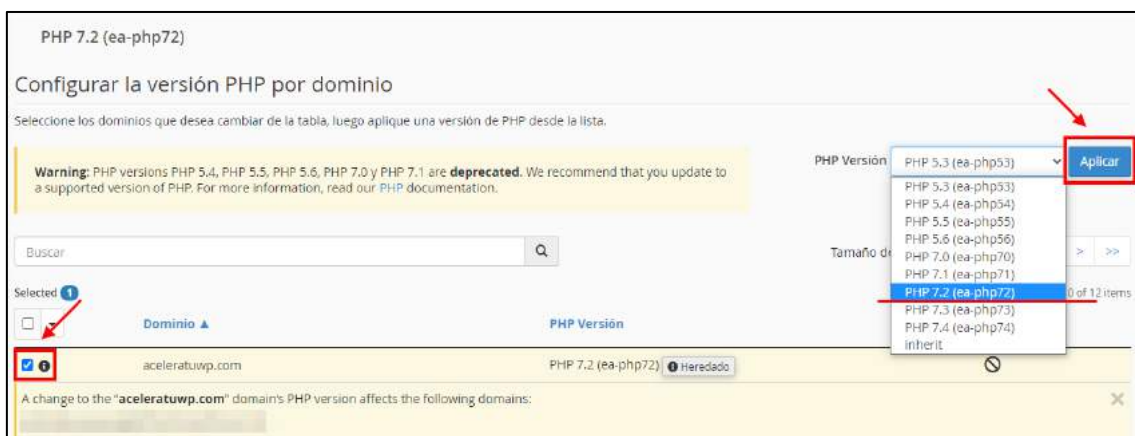 PHP 7.2 (ea-php72)
Configurar la versión PHP por dominio
Seleccione los dominios que desea cambiar de la tabla, luego aplique una versión de PHP desde la lista.
Warning: PHP versions PHP 5.4, PHP 5.5, PHP 5.6, PHP 7.0 y PHP 7.1 are deprecated. We recommend that you update to
a supported version of PHP. For more information, read our PHP documentation.
PHP Versión PHP 5.3 (ea-php53) Aplicar
PHP 5.3 (ea-php53)
PHP 5.4 (ea-php54)
PHP 5.5 (ea-php55)
PHP 5.6 (ea-php56)
PHP 7.0 (ea-php70)
PHP 7.1 (ea-php71)
PHP 7.2 (ea-php72)
PHP 7.3 (ea-php73)
PHP 7.4 (ea-php74)
inherit
Buscar
Tamaño de > >>
Selected 1
0 of 12 items
Dominio ▲ PHP Versión
aceleratuwp.com PHP 7.2 (ea-php72) Heredado
A change to the "aceleratuwp.com" domain's PHP version affects the following domains: